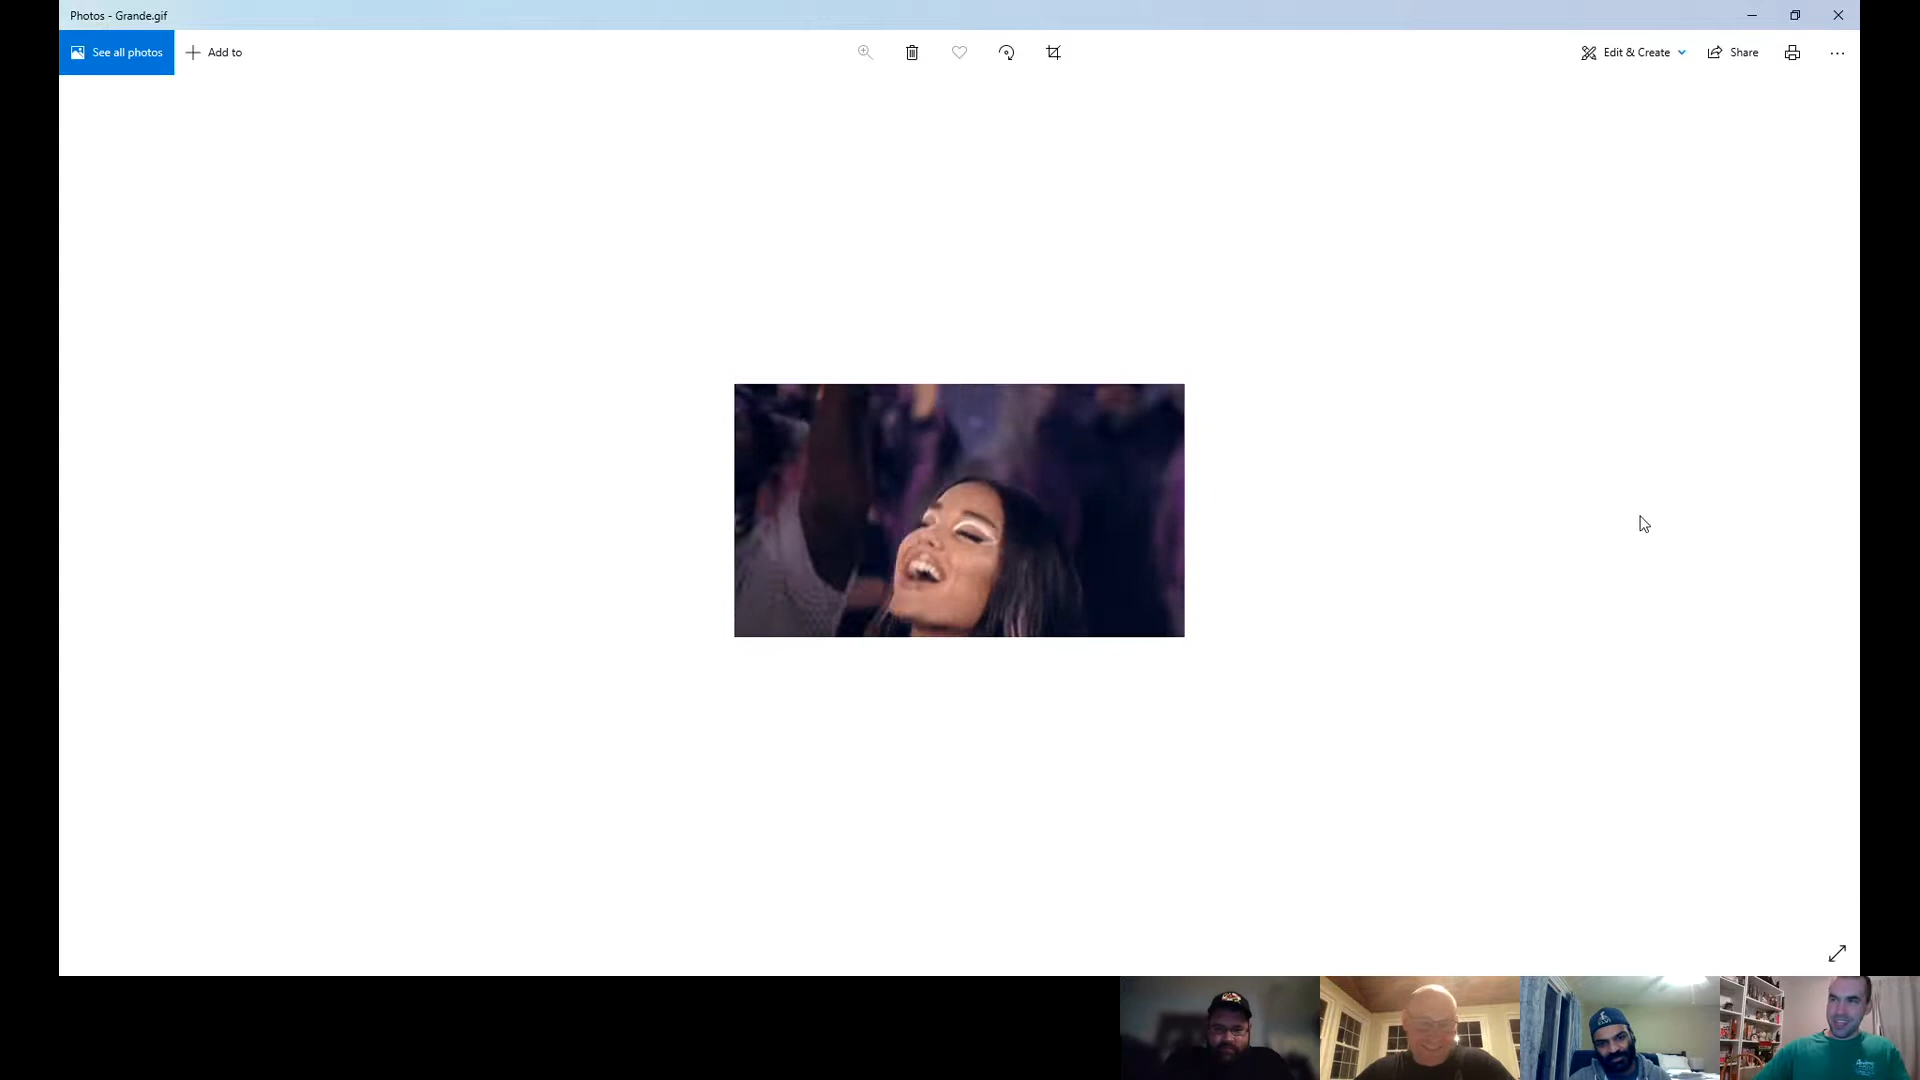 Photos - Grande.gif
See all photos
Add to
Edit & Create
Share